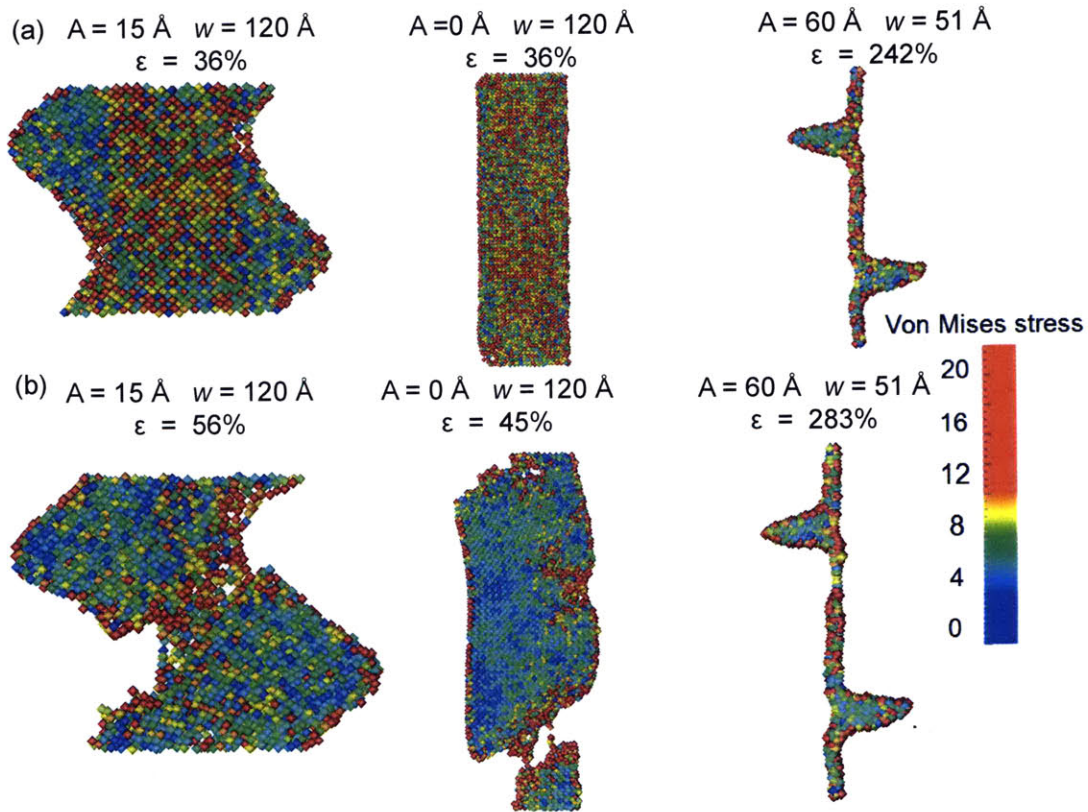 (a) A = 15 Å w = 120 Å
ε = 36%
A =0 Å w = 120 Å
ε = 36%
A = 60 Å w = 51 Å
ε = 242%
Von Mises stress
20
16
12
8
4
0
(b) A = 15 Å w = 120 Å
ε = 56%
A = 0 Å w = 120 Å
ε = 45%
A = 60 Å w = 51 Å
ε = 283%